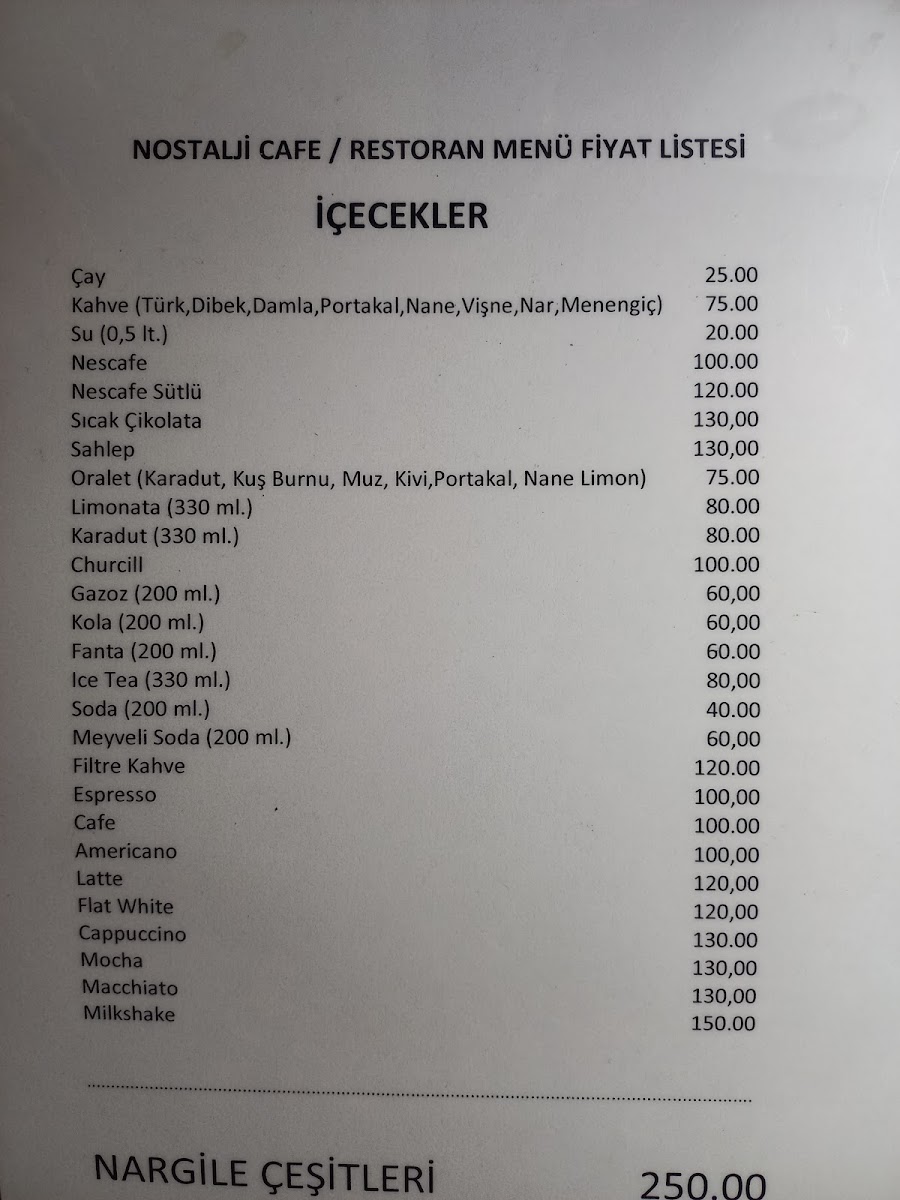 NOSTALJİ CAFE / RESTORAN MENÜ FİYAT LİSTESİ
İÇECEKLER
Çay 25.00
Kahve (Türk,Dibek,Damla,Portakal,Nane,Vişne,Nar,Menengiç) 75.00
Su (0,5 lt.) 20.00
Nescafe 100.00
Nescafe Sütlü 120.00
Sıcak Çikolata 130,00
Sahlep 130,00
Oralet (Karadut, Kuş Burnu, Muz, Kivi,Portakal, Nane Limon) 75.00
Limonata (330 ml.) 80.00
Karadut (330 ml.) 80.00
Churcill 100.00
Gazoz (200 ml.) 60,00
Kola (200 ml.) 60,00
Fanta (200 ml.) 60.00
Ice Tea (330 ml.) 80,00
Soda (200 ml.) 40.00
Meyveli Soda (200 ml.) 60,00
Filtre Kahve 120.00
Espresso 100,00
Cafe 100.00
Americano 100,00
Latte 120,00
Flat White 120,00
Cappuccino 130.00
Mocha 130,00
Macchiato 130,00
Milkshake 150.00
NARGİLE ÇEŞİTLERİ 250.00